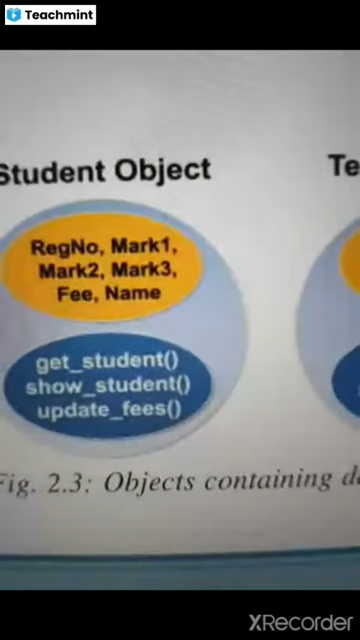 Teachmint
Student Object
RegNo, Mark1,
Mark2, Mark3,
Fee, Name
get_student()
show_student()
update_fees()
Fig. 2.3: Objects containing
XRecorder